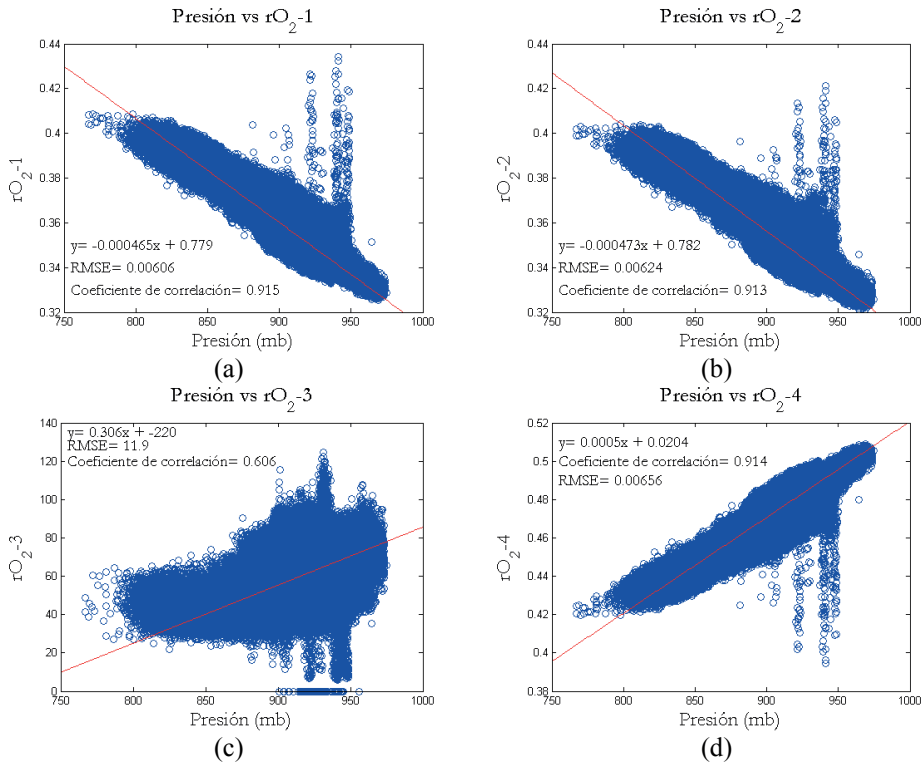 Presión vs rO2-1
0.44
0.42
0.4
0.38
0.36
0.34
0.32
rO2-1
y= -0.000465x + 0.779
RMSE= 0.00606
Coeficiente de correlación= 0.915
750 800 850 900 950 1000
Presión (mb)
(a)
Presión vs rO2-2
0.44
0.42
0.4
0.38
0.36
0.34
0.32
rO2-2
y= -0.000473x + 0.782
RMSE= 0.00624
Coeficiente de correlación= 0.913
750 800 850 900 950 1000
Presión (mb)
(b)
Presión vs rO2-3
140
120
100
80
60
40
20
0
rO2-3
y= 0.306x + -220
RMSE= 11.9
Coeficiente de correlación= 0.606
750 800 850 900 950 1000
Presión (mb)
(c)
Presión vs rO2-4
0.52
0.5
0.48
0.46
0.44
0.42
0.4
0.38
rO2-4
y= 0.0005x + 0.0204
Coeficiente de correlación= 0.914
RMSE= 0.00656
750 800 850 900 950 1000
Presión (mb)
(d)